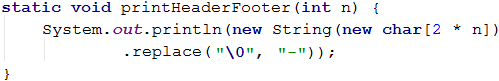 static void printHeaderFooter(int n) {
System.out.println(new String(new char[2 * n])
.replace("\0", "-"));
}